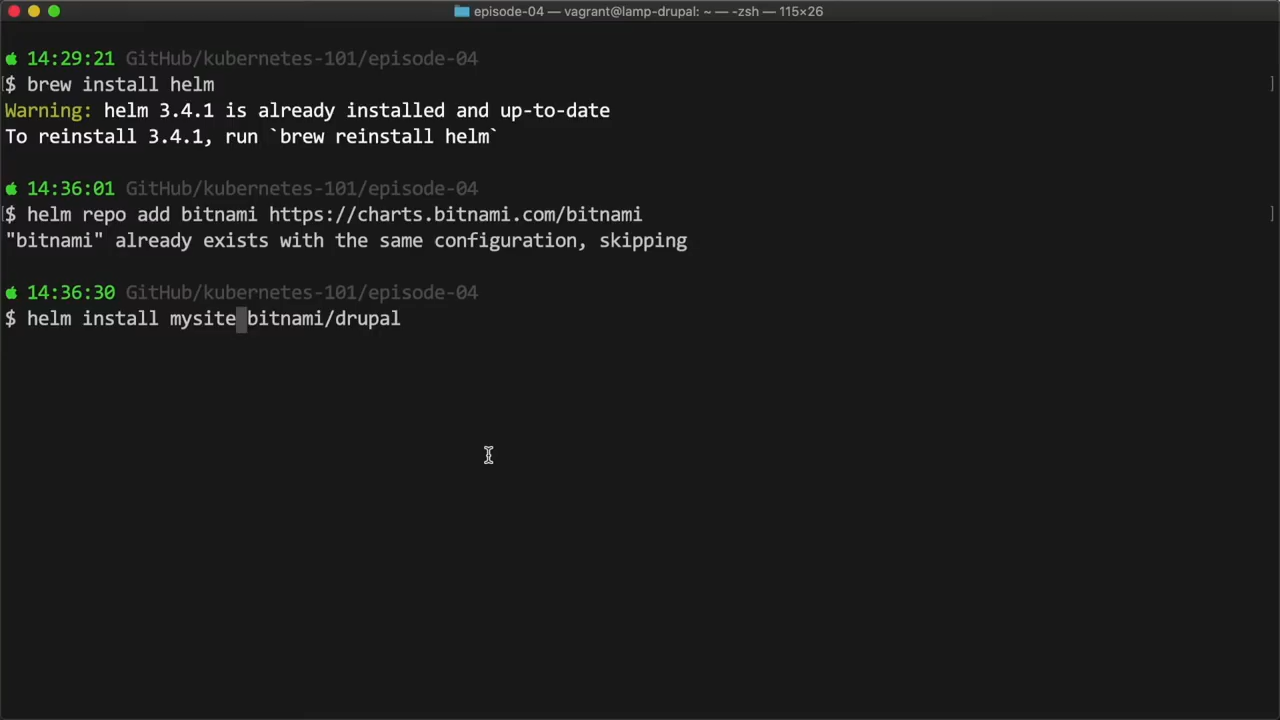 episode-04 — vagrant@lamp-drupal: ~ — -zsh — 115×26
14:29:21 GitHub/kubernetes-101/episode-04
$ brew install helm
Warning: helm 3.4.1 is already installed and up-to-date
To reinstall 3.4.1, run `brew reinstall helm`
14:36:01 GitHub/kubernetes-101/episode-04
$ helm repo add bitnami https://charts.bitnami.com/bitnami
"bitnami" already exists with the same configuration, skipping
14:36:30 GitHub/kubernetes-101/episode-04
$ helm install mysite bitnami/drupal